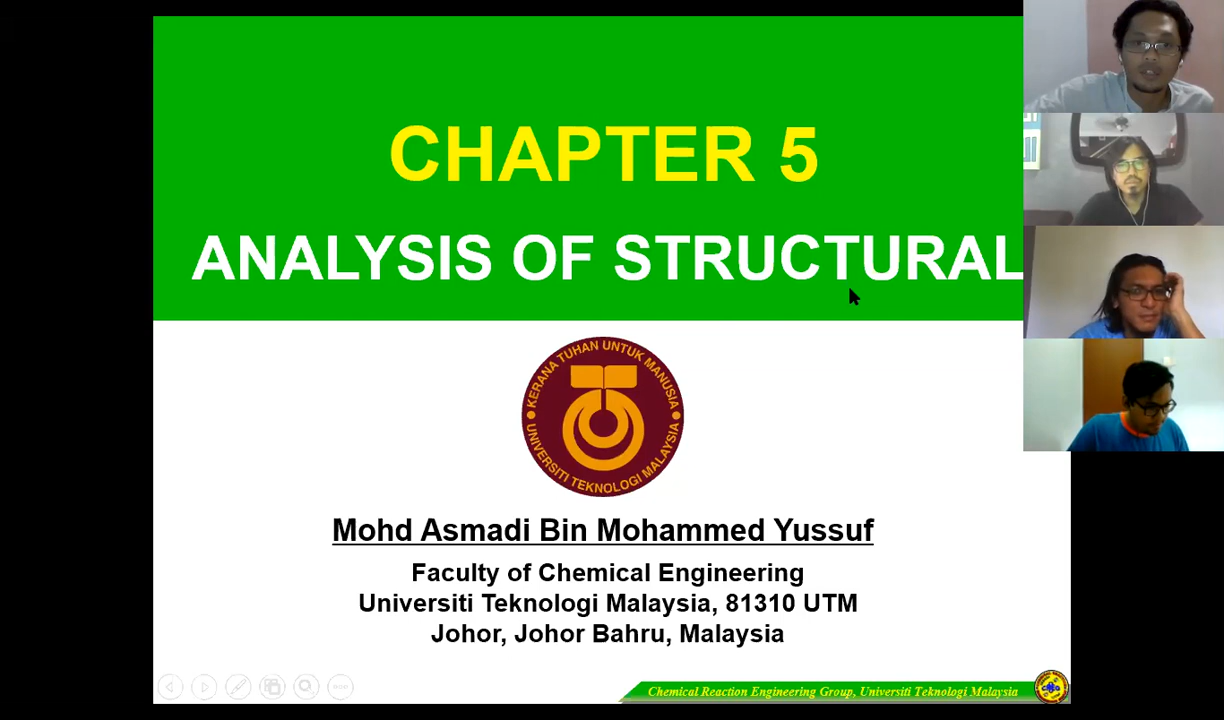 CHAPTER 5
ANALYSIS OF STRUCTURAL
KERANA TUHAN UNTUK MANUSIA
UNIVERSITI TEKNOLOGI MALAYSIA
Mohd Asmadi Bin Mohammed Yussuf
Faculty of Chemical Engineering
Universiti Teknologi Malaysia, 81310 UTM
Johor, Johor Bahru, Malaysia
Chemical Reaction Engineering Group, Universiti Teknologi Malaysia